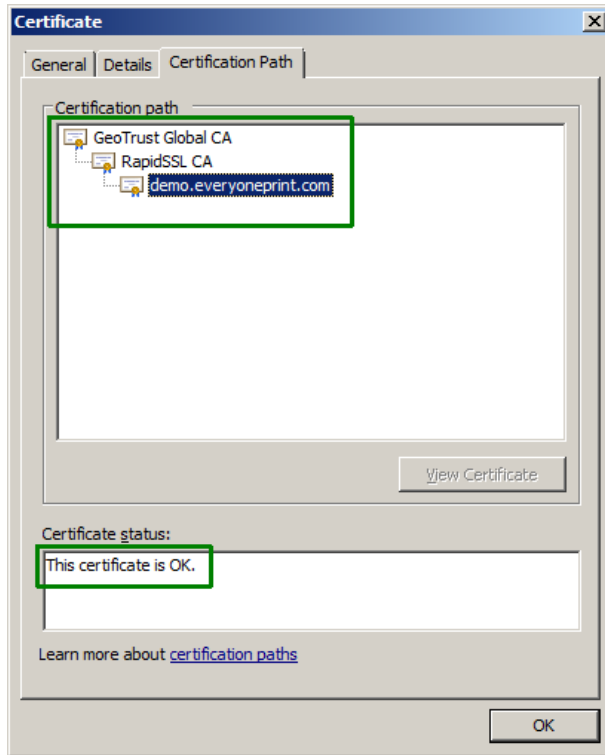 Certificate
General
Details
Certification Path
Certification path
GeoTrust Global CA
RapidSSL CA
demo.everyoneprint.com
View Certificate
Certificate status:
This certificate is OK.
Learn more about certification paths
OK